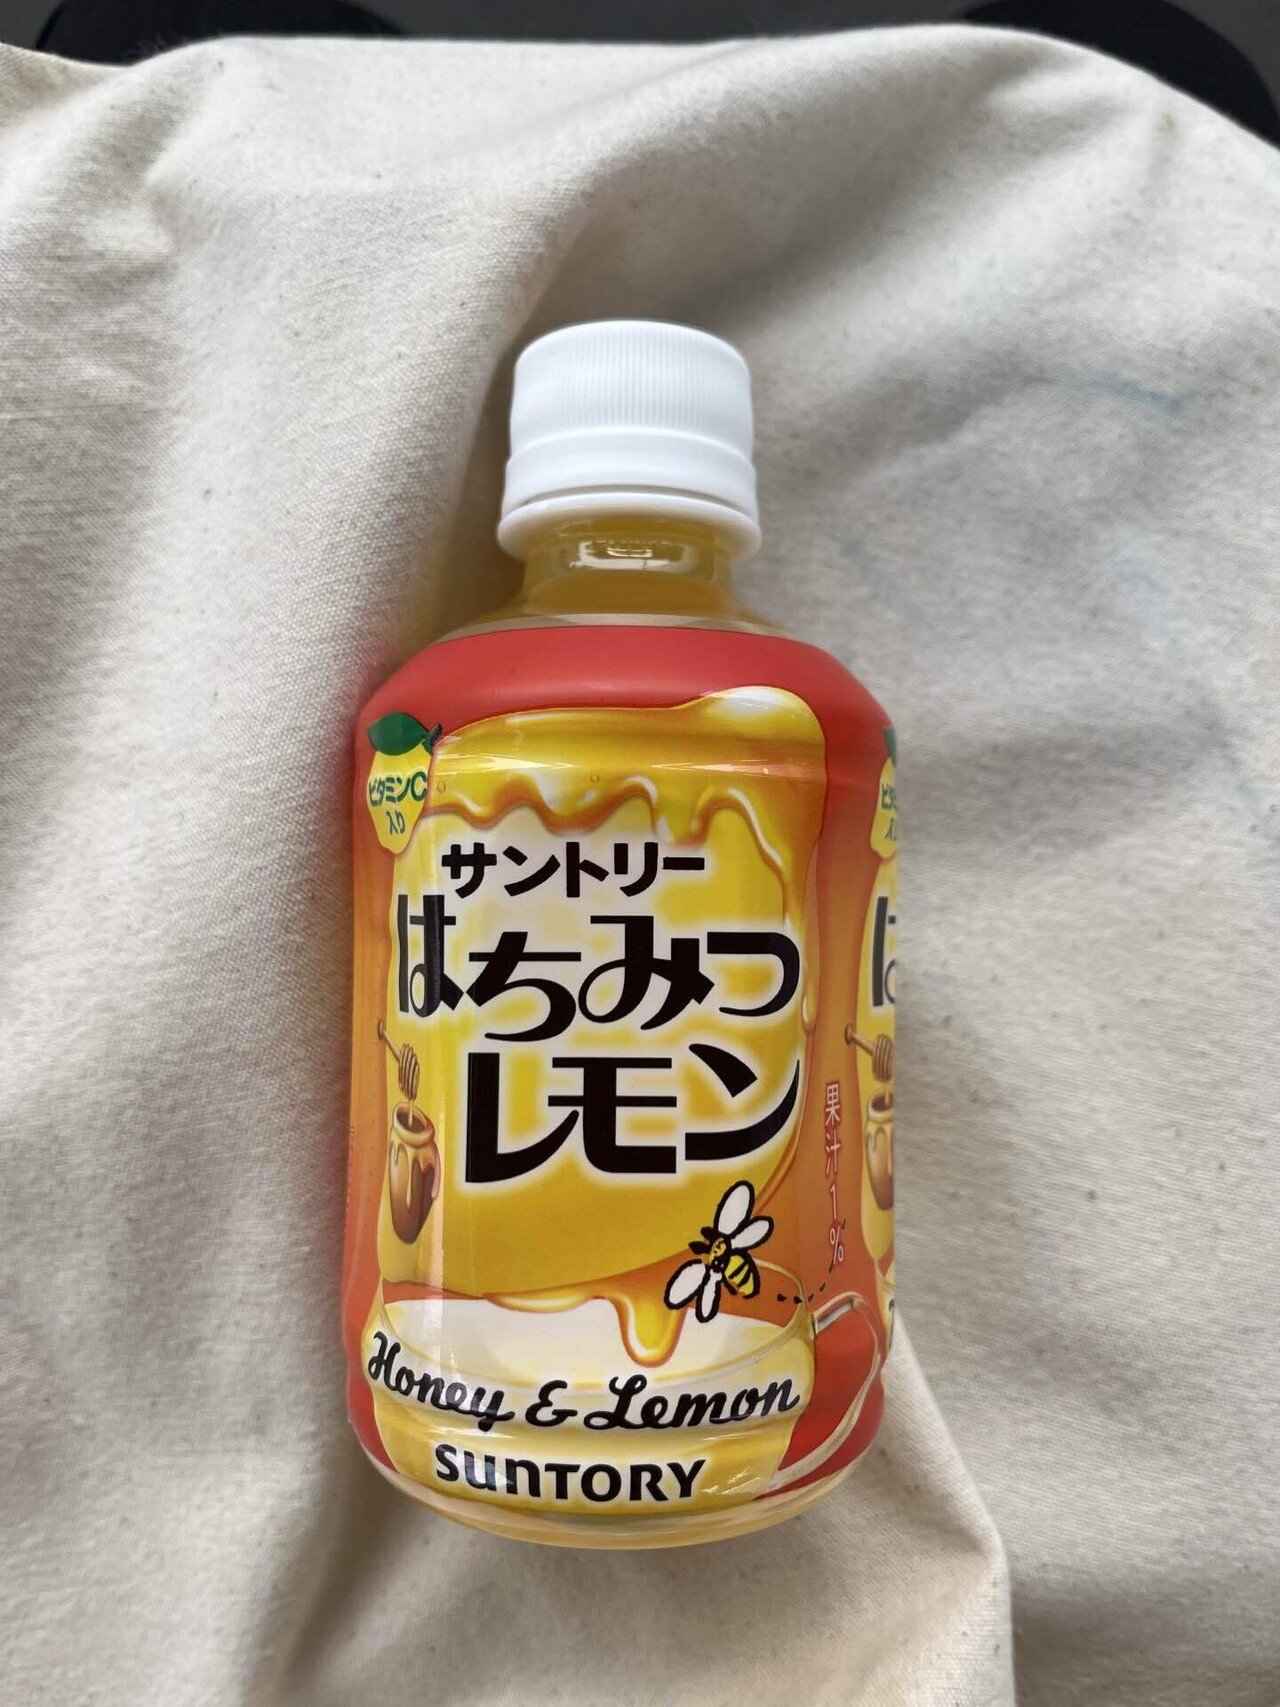 ビタミンC
入り
サントリー
はちみつ
レモン
果汁1%
Honey & Lemon
SUNTORY